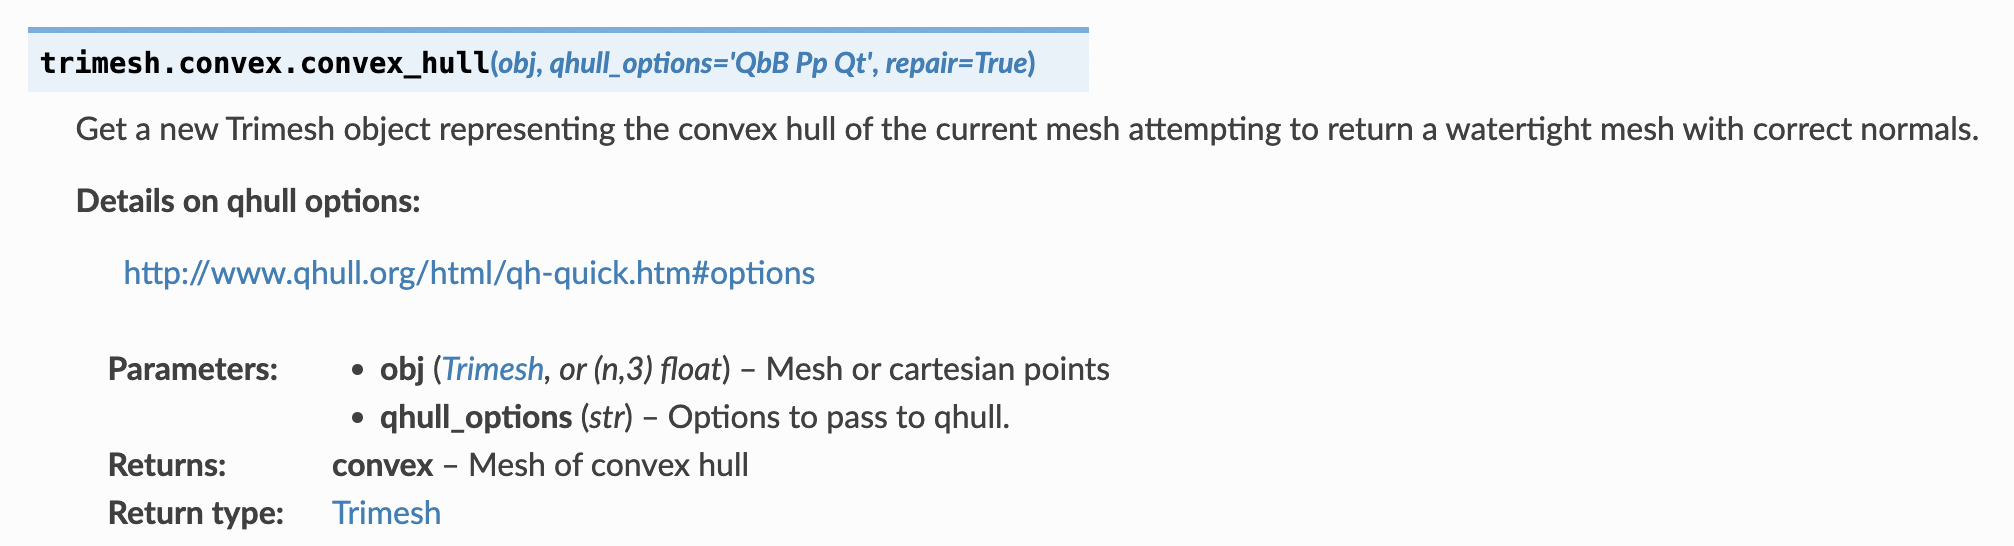 trimesh.convex.convex_hull(obj, qhull_options='QbB Pp Qt', repair=True)
Get a new Trimesh object representing the convex hull of the current mesh attempting to return a watertight mesh with correct normals.
Details on qhull options:
http://www.qhull.org/html/qh-quick.htm#options
Parameters: • obj (Trimesh, or (n,3) float) – Mesh or cartesian points
• qhull_options (str) – Options to pass to qhull.
Returns: convex – Mesh of convex hull
Return type: Trimesh